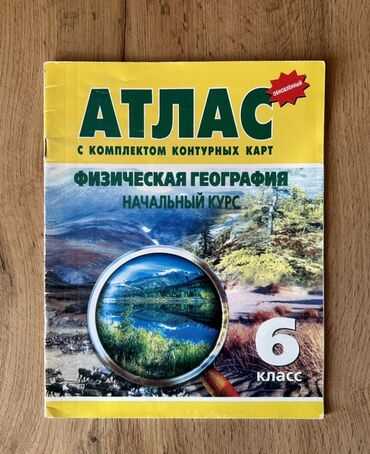 ОБНОВЛЁННЫЙ
АТЛАС
С КОМПЛЕКТОМ КОНТУРНЫХ КАРТ
ФИЗИЧЕСКАЯ ГЕОГРАФИЯ
НАЧАЛЬНЫЙ КУРС
6
класс